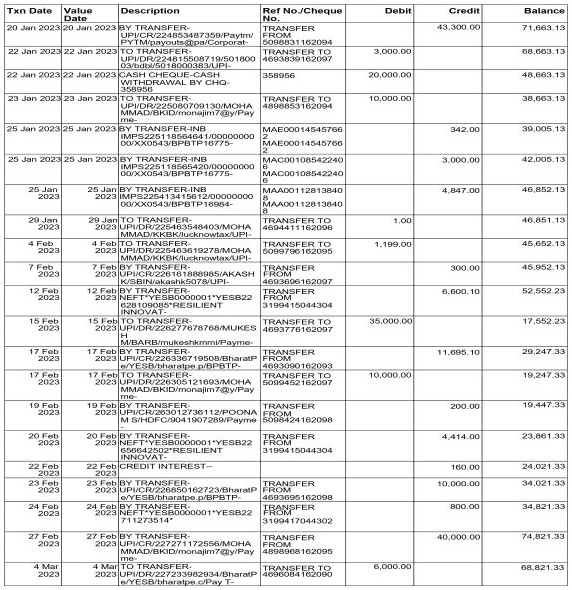 Txn Date Value Date Description Ref No./Cheque No. Debit Credit Balance
20 Jan 2023 20 Jan 2023 BY TRANSFER- TRANSFER 43,300.00 71,663.13
UPI/CR/224853487359/Paytm/ FROM
PYTM/payouts@pa/Corporat- 5098831162094
22 Jan 2023 22 Jan 2023 TO TRANSFER- TRANSFER TO 3,000.00 68,663.13
UPI/DR/224815508719/501800 4693839162097
03/bdbl/5018000383/UPI-
22 Jan 2023 22 Jan 2023 CASH CHEQUE-CASH 358956 20,000.00 48,663.13
WITHDRAWAL BY CHQ-
358956
23 Jan 2023 23 Jan 2023 TO TRANSFER- TRANSFER TO 10,000.00 38,663.13
UPI/DR/225080709130/MOHA 4898853162094
MMAD/BKID/monajim7@y/Pay
me-
25 Jan 2023 25 Jan 2023 BY TRANSFER-INB MAE00014545766 342.00 39,005.13
IMPS225118564641/00000000 2
00/XX0543/BPBTP16775- MAE00014545766
2
25 Jan 2023 25 Jan 2023 BY TRANSFER-INB MAC00108542240 3,000.00 42,005.13
IMPS225118565420/00000000 6
00/XX0543/BPBTP16775- MAC00108542240
6
25 Jan 25 Jan BY TRANSFER-INB MAA00112813840 4,847.00 46,852.13
2023 2023 IMPS225413415612/00000000 8
00/XX0543/BPBTP16984- MAA00112813840
8
29 Jan 29 Jan TO TRANSFER- TRANSFER TO 1.00 46,851.13
2023 2023 UPI/DR/225463548403/MOHA 4694411162096
MMAD/KKBK/lucknowtax/UPI-
4 Feb 4 Feb TO TRANSFER- TRANSFER TO 1,199.00 45,652.13
2023 2023 UPI/DR/225463619278/MOHA 5099796162095
MMAD/KKBK/lucknowtax/UPI-
7 Feb 7 Feb BY TRANSFER- TRANSFER 300.00 45,952.13
2023 2023 UPI/CR/226161888985/AKASH FROM
K/SBIN/akashk5078/UPI- 4693696162097
12 Feb 12 Feb BY TRANSFER- TRANSFER 6,600.10 52,552.23
2023 2023 NEFT*YESB0000001*YESB22 FROM
628109085*RESILIENT 3199415044304
INNOVAT-
15 Feb 15 Feb TO TRANSFER- TRANSFER TO 35,000.00 17,552.23
2023 2023 UPI/DR/226277678768/MUKES 4693776162097
H
M/BARB/mukeshkmmi/Payme-
17 Feb 17 Feb BY TRANSFER- TRANSFER 11,695.10 29,247.33
2023 2023 UPI/CR/226336719508/BharatP FROM
e/YESB/bharatpe.p/BPBTP- 4693090162093
17 Feb 17 Feb TO TRANSFER- TRANSFER TO 10,000.00 19,247.33
2023 2023 UPI/DR/226305121693/MOHA 5099452162097
MMAD/BKID/monajim7@y/Pay
me-
19 Feb 19 Feb BY TRANSFER- TRANSFER 200.00 19,447.33
2023 2023 UPI/CR/263012736112/POONA FROM
M S/HDFC/9041907289/Payme 5098424162098
-
20 Feb 20 Feb BY TRANSFER- TRANSFER 4,414.00 23,861.33
2023 2023 NEFT*YESB0000001*YESB22 FROM
656642502*RESILIENT 3199415044304
INNOVAT-
22 Feb 22 Feb CREDIT INTEREST-- 160.00 24,021.33
2023 2023
23 Feb 23 Feb BY TRANSFER- TRANSFER 10,000.00 34,021.33
2023 2023 UPI/CR/226850162723/BharatP FROM
e/YESB/bharatpe.p/BPBTP- 4693695162098
24 Feb 24 Feb BY TRANSFER- TRANSFER 800.00 34,821.33
2023 2023 NEFT*YESB0000001*YESB22 FROM
711273514* 3199417044302
27 Feb 27 Feb BY TRANSFER- TRANSFER 40,000.00 74,821.33
2023 2023 UPI/CR/227271172556/MOHA FROM
MMAD/BKID/monajim7@y/Pay 4898968162095
me-
4 Mar 4 Mar TO TRANSFER- TRANSFER TO 6,000.00 68,821.33
2023 2023 UPI/DR/227233982934/BharatP 4696084162090
e/YESB/bharatpe.c/Pay T-